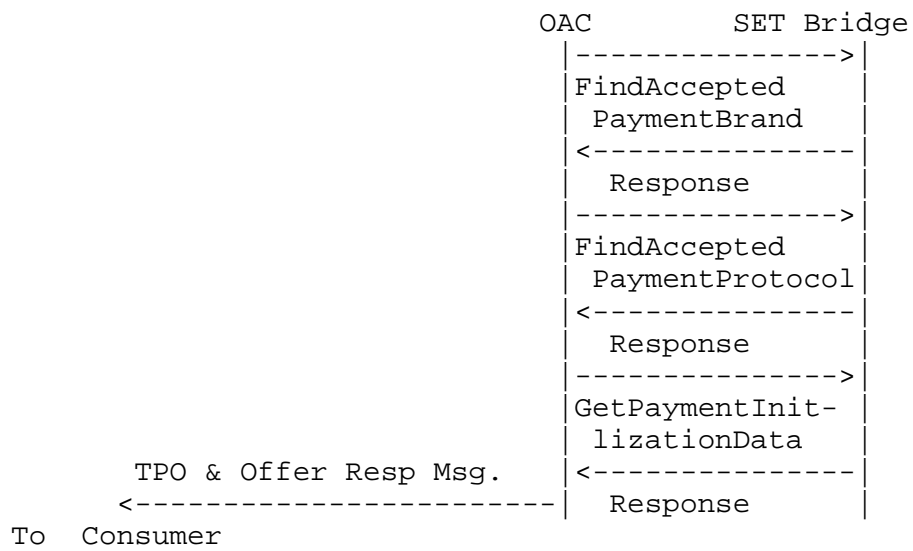 OAC SET Bridge
|--------------->|
|FindAccepted |
| PaymentBrand |
|<---------------|
| Response |
|--------------->|
|FindAccepted |
| PaymentProtocol|
|<---------------|
| Response |
|--------------->|
|GetPaymentInit- |
| lizationData |
TPO & Offer Resp Msg. |<---------------|
<------------------------| Response |
To Consumer